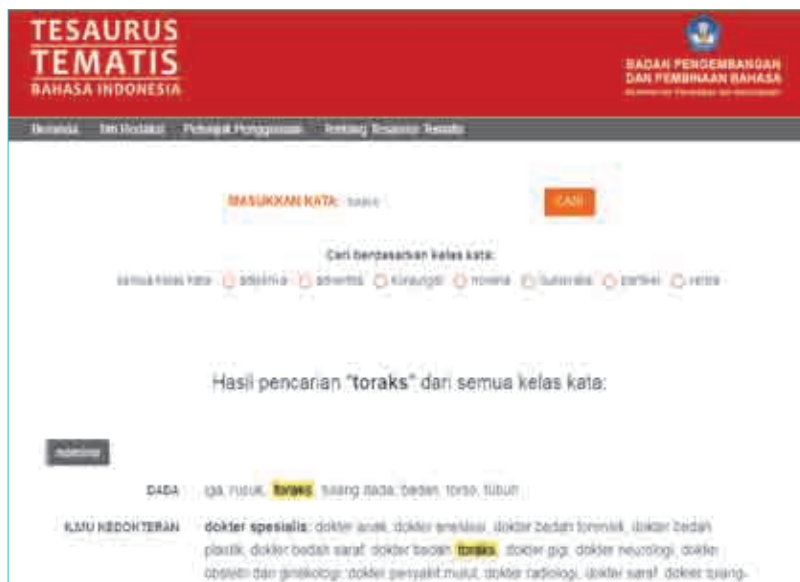 TESAURUS
TEMATIS
BAHASA INDONESIA
BADAN PENGEMBANGAN
DAN PEMBINAAN BAHASA
Beranda Tim Redaksi Petunjuk Penggunaan Tentang Tesaurus Tematis
MASUKKAN KATA: CARI
Cari berdasarkan kelas kata:
semua kelas kata adjektiva adverbia konjungsi nomina numeralia partikel verba
Hasil pencarian "toraks" dari semua kelas kata:
nomina
DADA iga, rusuk, toraks, tulang dada; badan, torso, tubuh
ILMU KEDOKTERAN dokter spesialis: dokter anak, dokter anestesi, dokter bedah forensik, dokter bedah
plastik, dokter bedah saraf, dokter bedah toraks, dokter gigi, dokter neurologi, dokter
obstetri dan ginekologi, dokter penyakit mulut, dokter radiologi, dokter saraf, dokter tulang-